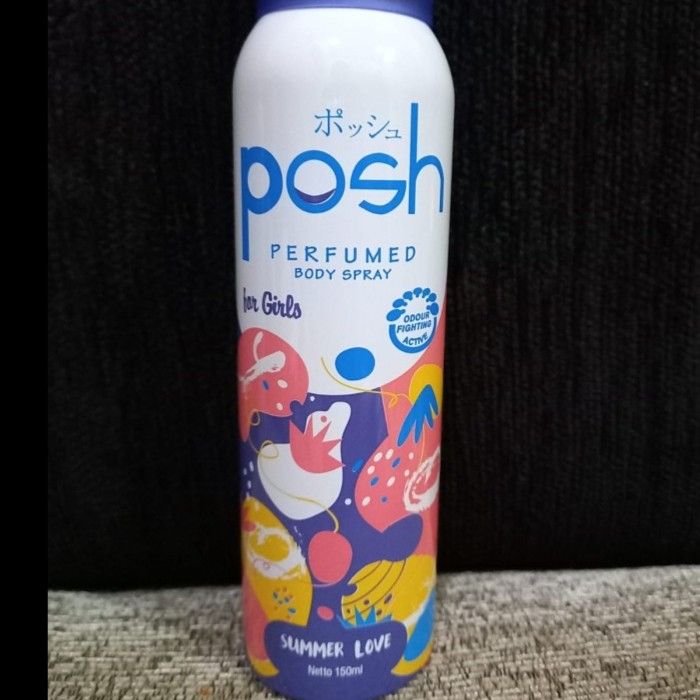 ポッシュ
posh
PERFUMED
BODY SPRAY
for Girls
ODOUR
FIGHTING
ACTIVE
SUMMER LOVE
Netto 150ml